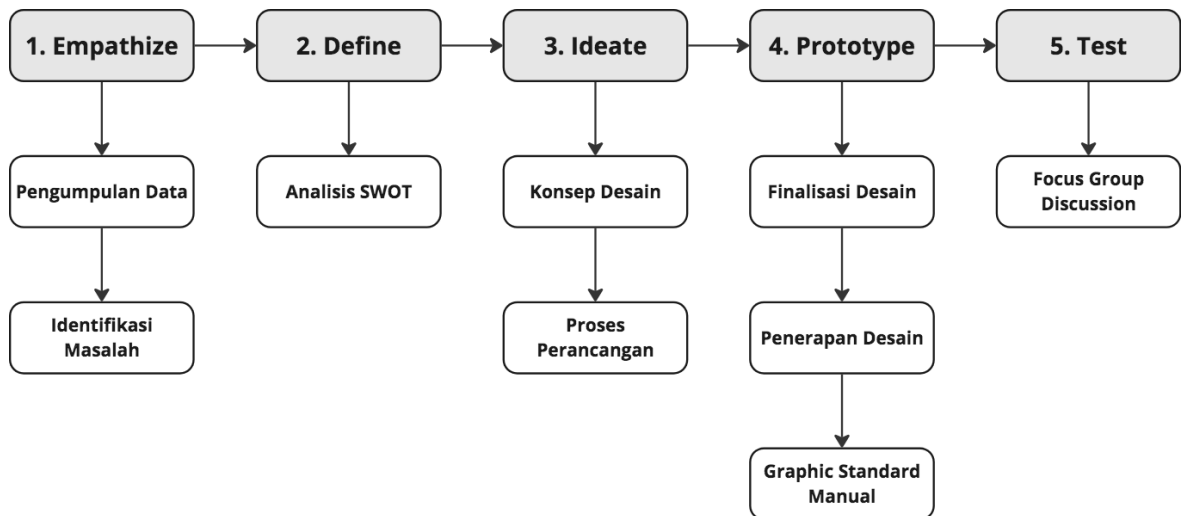 1. Empathize
2. Define
3. Ideate
4. Prototype
5. Test
Pengumpulan Data
Analisis SWOT
Konsep Desain
Finalisasi Desain
Focus Group
Discussion
Identifikasi
Masalah
Proses
Perancangan
Penerapan Desain
Graphic Standard
Manual